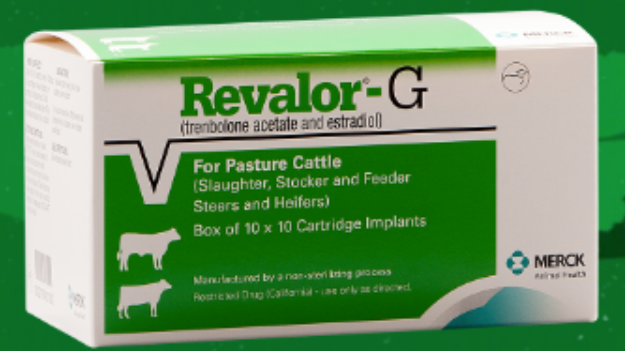 Revalor®-G
(trenbolone acetate and estradiol)
For Pasture Cattle
(Slaughter, Stocker and Feeder
Steers and Heifers)
Box of 10 x 10 Cartridge Implants
Manufactured by a non-sterilizing process
Restricted Drug (California) - use only as directed.
MERCK
Animal Health